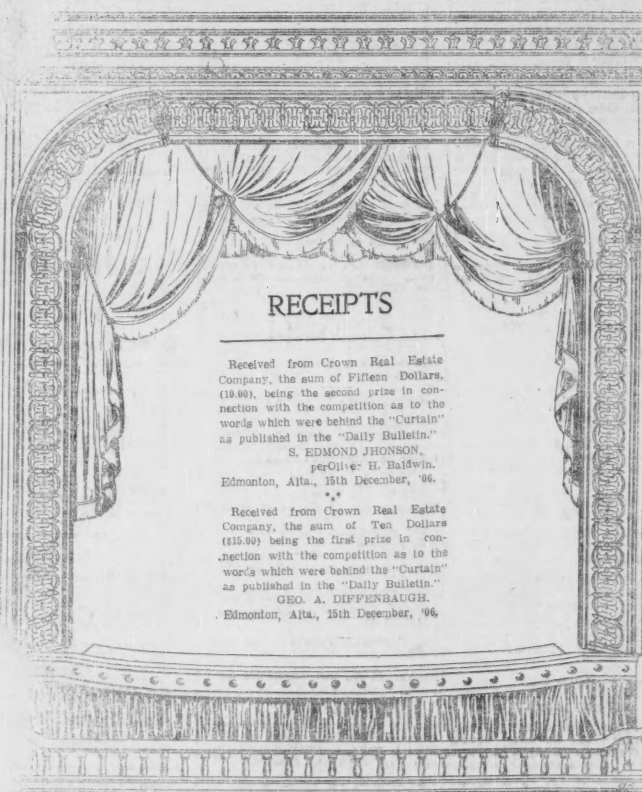 RECEIPTS
Received from Crown Real Estate
Company, the sum of Fifteen Dollars,
(10.00), being the second prize in con-
nection with the competition as to the
words which were behind the "Curtain"
as published in the "Daily Bulletin."
S. EDMOND JHONSON,
perOliver H. Baldwin.
Edmonton, Alta., 15th December, '06.
*.*
Received from Crown Real Estate
Company, the sum of Ten Dollars
($15.00) being the first prize in con-
nection with the competition as to the
words which were behind the "Curtain"
as published in the "Daily Bulletin."
GEO. A. DIFFENBAUGH.
Edmonton, Alta., 15th December, '06,